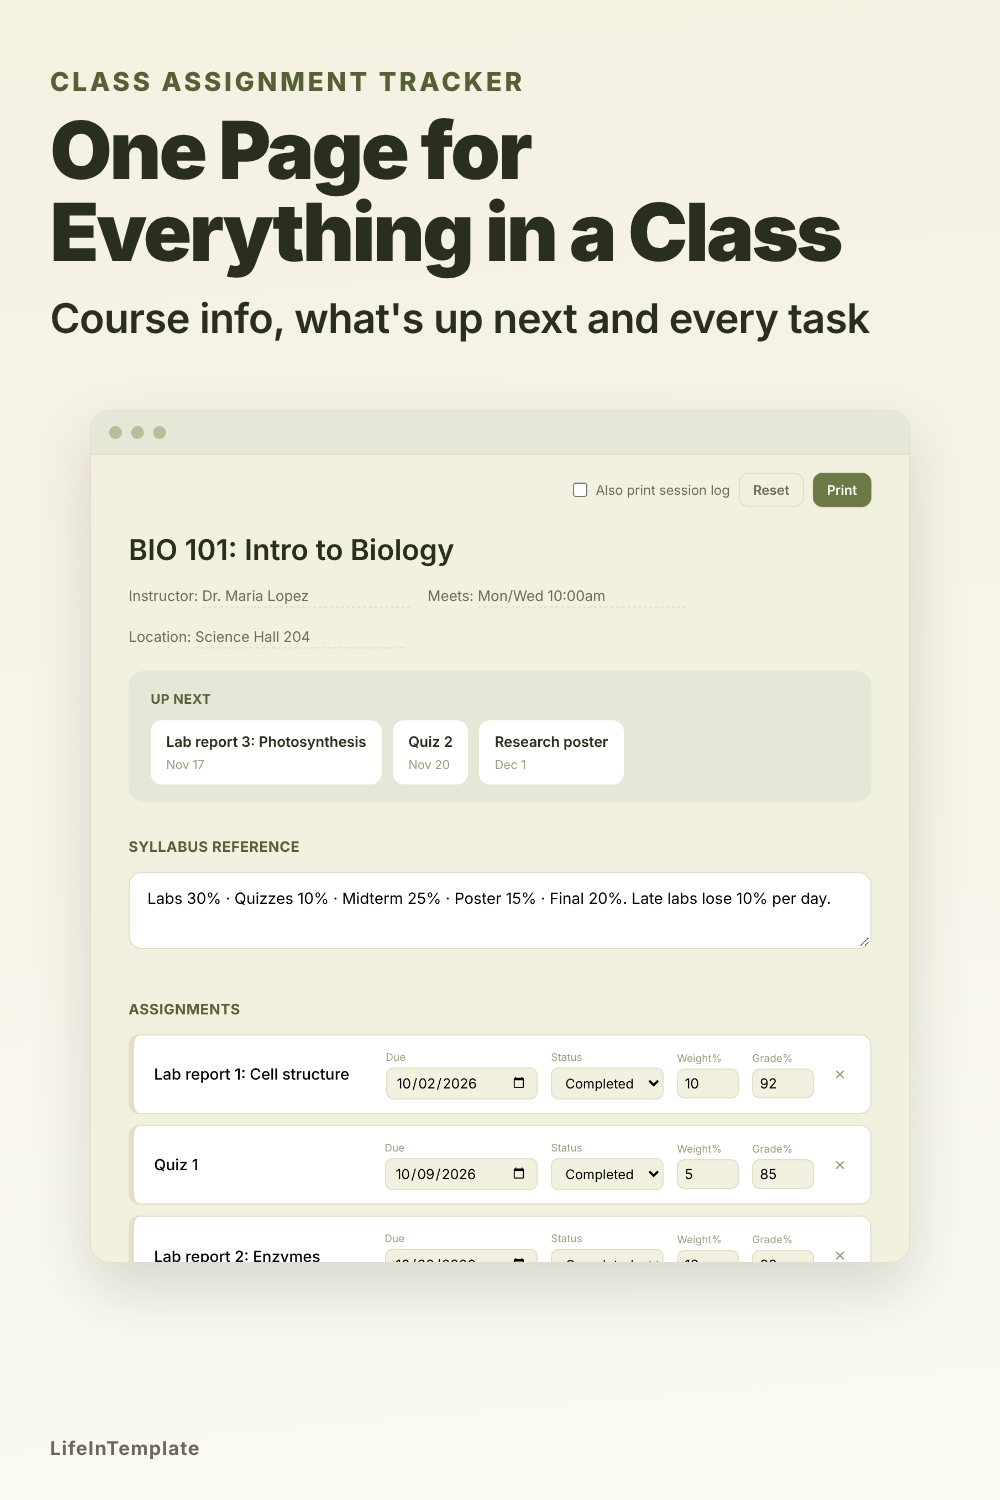 CLASS ASSIGNMENT TRACKER
One Page for
Everything in a Class
Course info, what's up next and every task
Also print session log Reset Print
BIO 101: Intro to Biology
Instructor: Dr. Maria Lopez Meets: Mon/Wed 10:00am
Location: Science Hall 204
UP NEXT
Lab report 3: Photosynthesis Quiz 2 Research poster
Nov 17 Nov 20 Dec 1
SYLLABUS REFERENCE
Labs 30% · Quizzes 10% · Midterm 25% · Poster 15% · Final 20%. Late labs lose 10% per day.
ASSIGNMENTS
Due Status Weight% Grade%
Lab report 1: Cell structure 10/02/2026 Completed 10 92 ×
Due Status Weight% Grade%
Quiz 1 10/09/2026 Completed 5 85 ×
Due Status Weight% Grade%
Lab report 2: Enzymes ×
LifeInTemplate